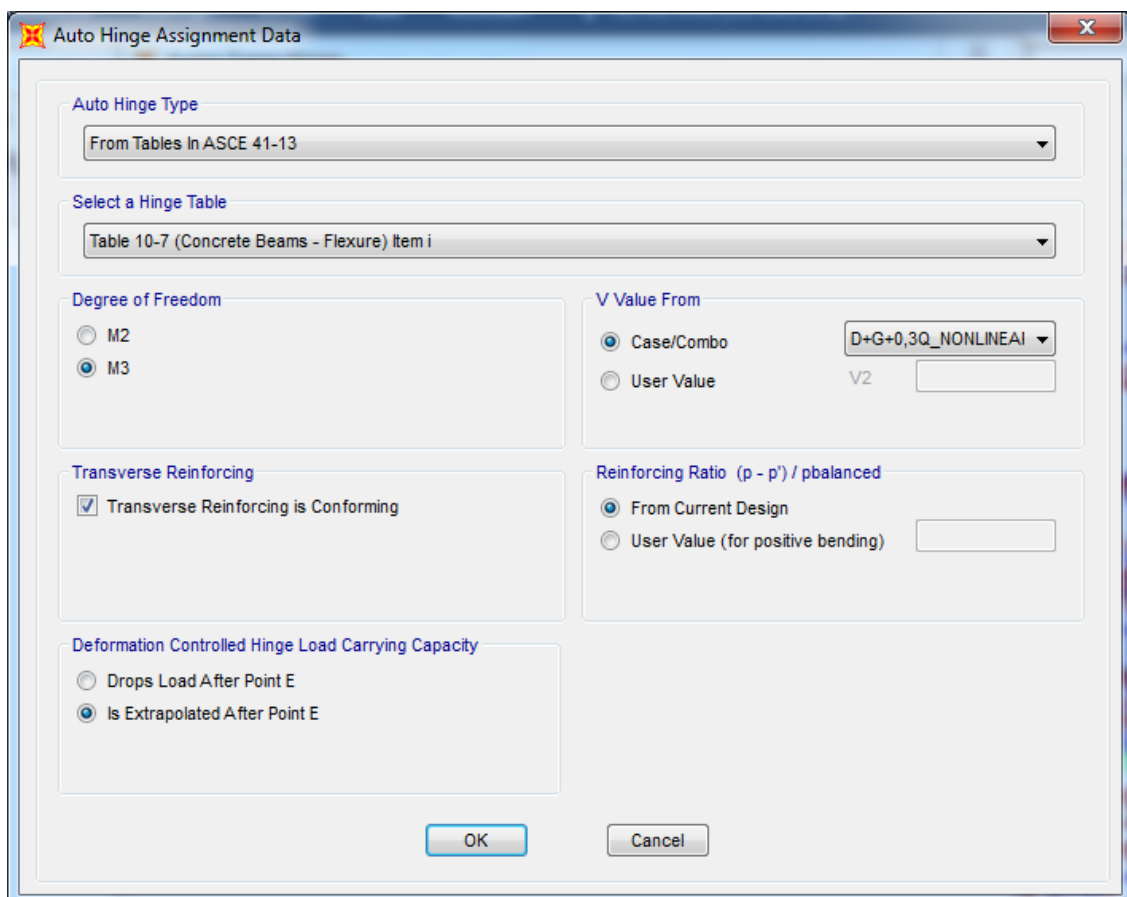 Auto Hinge Assignment Data
Auto Hinge Type
From Tables In ASCE 41-13
Select a Hinge Table
Table 10-7 (Concrete Beams - Flexure) Item i
Degree of Freedom
M2
M3
V Value From
Case/Combo
D+G+0,3Q_NONLINEAI
User Value
V2
Transverse Reinforcing
Transverse Reinforcing is Conforming
Reinforcing Ratio (p - p') / pbalanced
From Current Design
User Value (for positive bending)
Deformation Controlled Hinge Load Carrying Capacity
Drops Load After Point E
Is Extrapolated After Point E
OK
Cancel